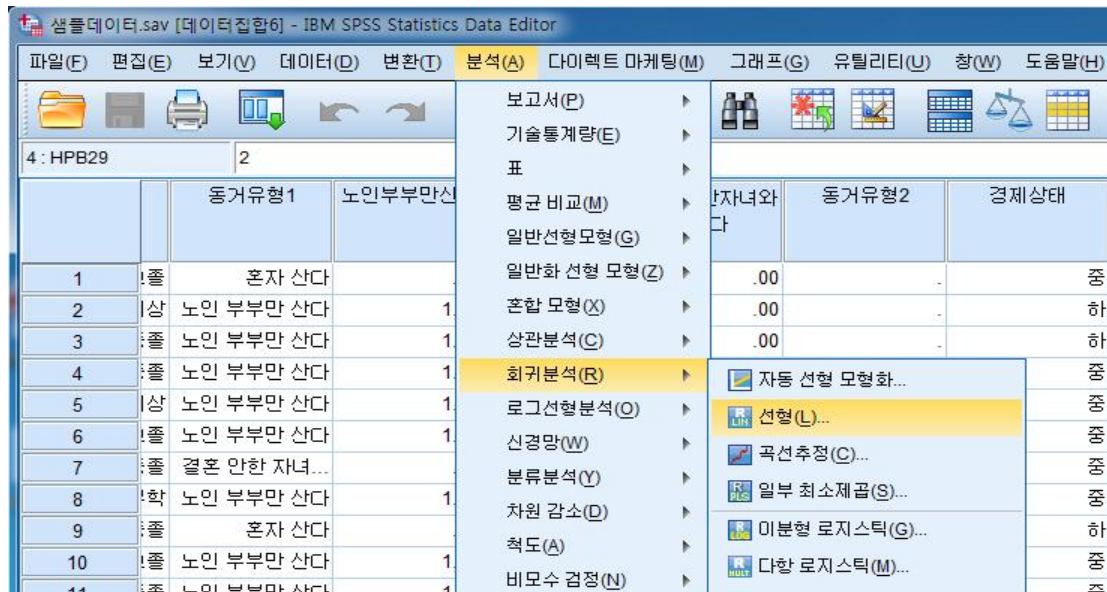 샘플데이터.sav [데이터집합6] - IBM SPSS Statistics Data Editor
파일(F) 편집(E) 보기(V) 데이터(D) 변환(T) 분석(A) 다이렉트 마케팅(M) 그래프(G) 유틸리티(U) 창(W) 도움말(H)
4 : HPB29 2
동거유형1 노인부부만산 동거유형2 경제상태
1 혼자 산다 .00 . 중
2 이상 노인 부부만 산다 1. .00 . 하
3 노인 부부만 산다 1. .00 . 하
4 노인 부부만 산다 1. 중
5 이상 노인 부부만 산다 1. 중
6 노인 부부만 산다 1. 중
7 결혼 안한 자녀... 중
8 노인 부부만 산다 1. 중
9 혼자 산다 하
10 노인 부부만 산다 1. 중
보고서(P)
기술통계량(E)
표
평균 비교(M)
일반선형모형(G)
일반화 선형 모형(Z)
혼합 모형(X)
상관분석(C)
회귀분석(R)
로그선형분석(O)
신경망(W)
분류분석(Y)
차원 감소(D)
척도(A)
비모수 검정(N)
자동 선형 모형화...
선형(L)...
곡선추정(C)...
일부 최소제곱(S)...
이분형 로지스틱(G)...
다항 로지스틱(M)...